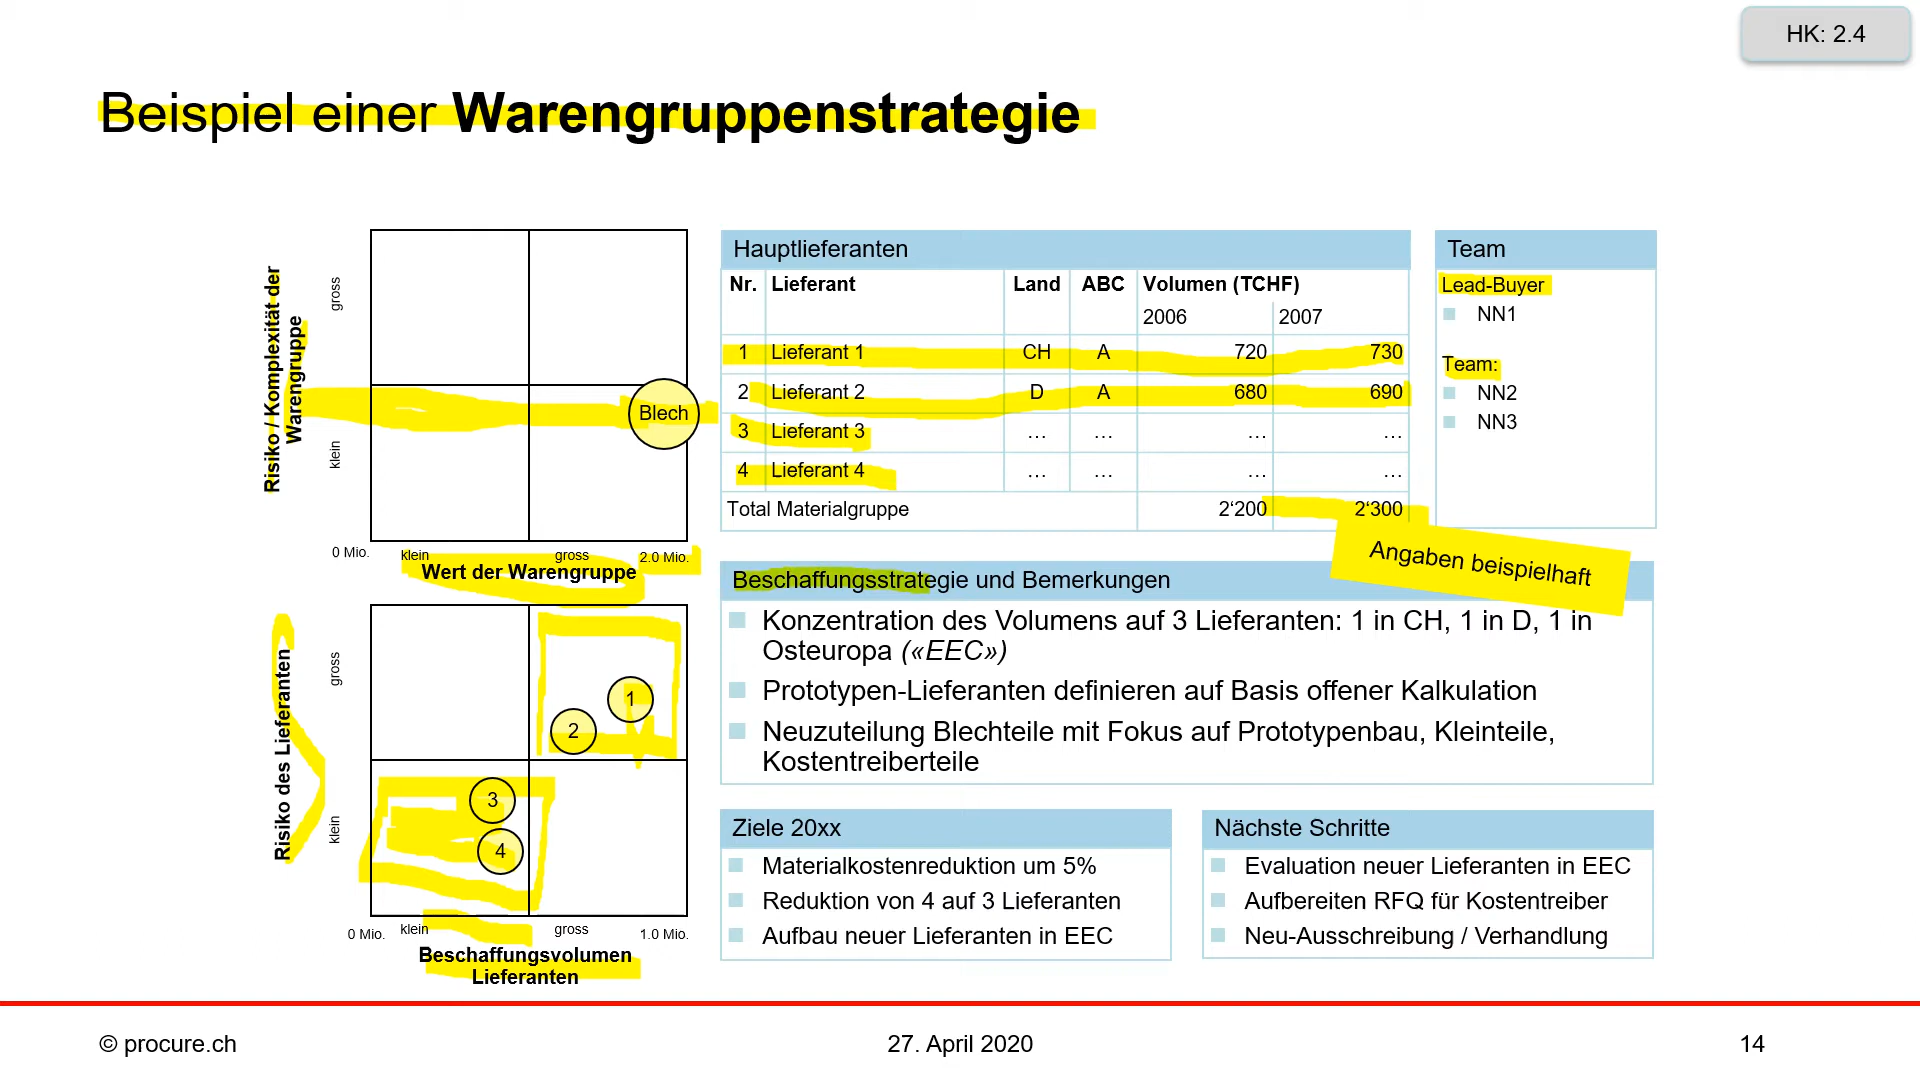 HK: 2.4
Beispiel einer Warengruppenstrategie
Risiko / Komplexität der
Warengruppe
gross
klein
Blech
0 Mio.
klein
gross
2.0 Mio.
Wert der Warengruppe
Risiko des Lieferanten
gross
klein
1
2
3
4
0 Mio.
klein
gross
1.0 Mio.
Beschaffungsvolumen
Lieferanten
Hauptlieferanten
Nr. Lieferant Land ABC Volumen (TCHF)
2006 2007
1 Lieferant 1 CH A 720 730
2 Lieferant 2 D A 680 690
3 Lieferant 3 … … … …
4 Lieferant 4 … … … …
Total Materialgruppe 2‘200 2‘300
Team
Lead-Buyer
NN1
Team:
NN2
NN3
Angaben beispielhaft
Beschaffungsstrategie und Bemerkungen
Konzentration des Volumens auf 3 Lieferanten: 1 in CH, 1 in D, 1 in
Osteuropa («EEC»)
Prototypen-Lieferanten definieren auf Basis offener Kalkulation
Neuzuteilung Blechteile mit Fokus auf Prototypenbau, Kleinteile,
Kostentreiberteile
Ziele 20xx
Materialkostenreduktion um 5%
Reduktion von 4 auf 3 Lieferanten
Aufbau neuer Lieferanten in EEC
Nächste Schritte
Evaluation neuer Lieferanten in EEC
Aufbereiten RFQ für Kostentreiber
Neu-Ausschreibung / Verhandlung
© procure.ch
27. April 2020
14